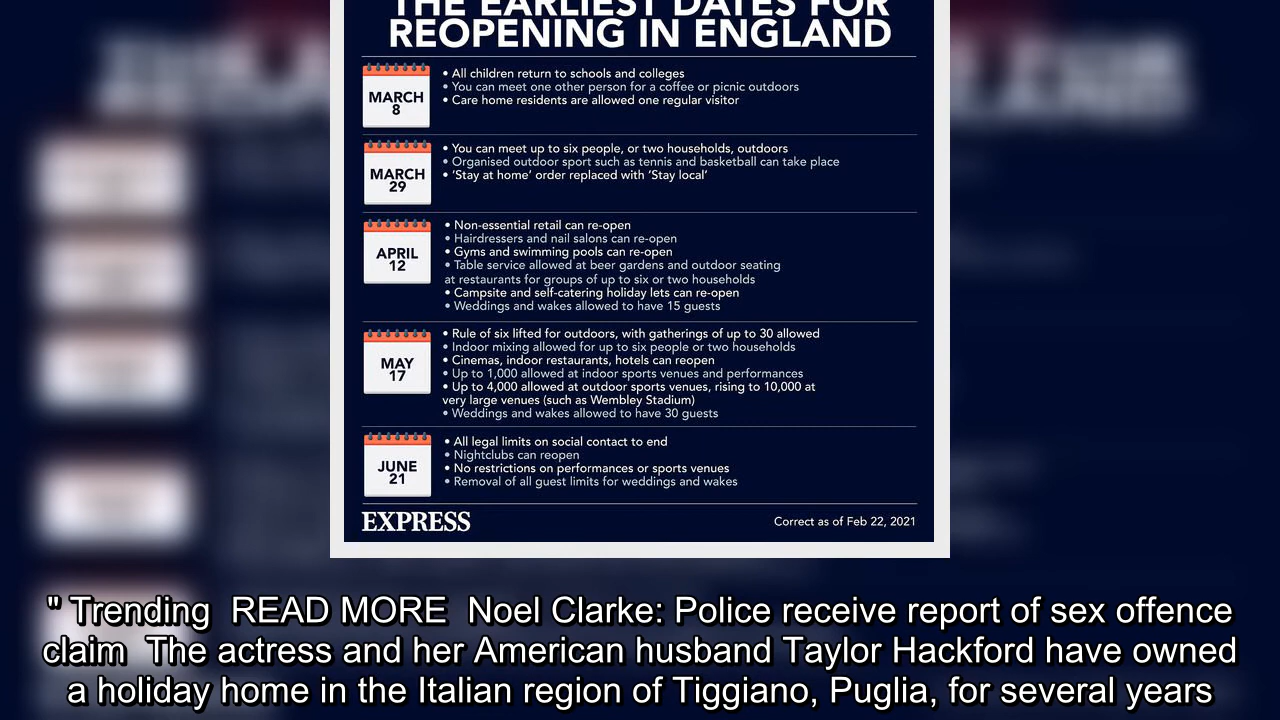 THE EARLIEST DATES FOR
REOPENING IN ENGLAND
MARCH
8
• All children return to schools and colleges
• You can meet one other person for a coffee or picnic outdoors
• Care home residents are allowed one regular visitor
MARCH
29
• You can meet up to six people, or two households, outdoors
• Organised outdoor sport such as tennis and basketball can take place
• ‘Stay at home’ order replaced with ‘Stay local’
APRIL
12
• Non-essential retail can re-open
• Hairdressers and nail salons can re-open
• Gyms and swimming pools can re-open
• Table service allowed at beer gardens and outdoor seating
at restaurants for groups of up to six or two households
• Campsite and self-catering holiday lets can re-open
• Weddings and wakes allowed to have 15 guests
MAY
17
• Rule of six lifted for outdoors, with gatherings of up to 30 allowed
• Indoor mixing allowed for up to six people or two households
• Cinemas, indoor restaurants, hotels can reopen
• Up to 1,000 allowed at indoor sports venues and performances
• Up to 4,000 allowed at outdoor sports venues, rising to 10,000 at
very large venues (such as Wembley Stadium)
• Weddings and wakes allowed to have 30 guests
JUNE
21
• All legal limits on social contact to end
• Nightclubs can reopen
• No restrictions on performances or sports venues
• Removal of all guest limits for weddings and wakes
EXPRESS
Correct as of Feb 22, 2021
" Trending READ MORE Noel Clarke: Police receive report of sex offence
claim The actress and her American husband Taylor Hackford have owned
a holiday home in the Italian region of Tiggiano, Puglia, for several years